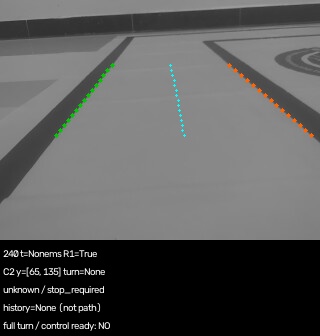 240 t=Nonems R1=True
C2 y=[65, 135] turn=None
unknown / stop_required
history=None (not path)
full turn / control ready: NO